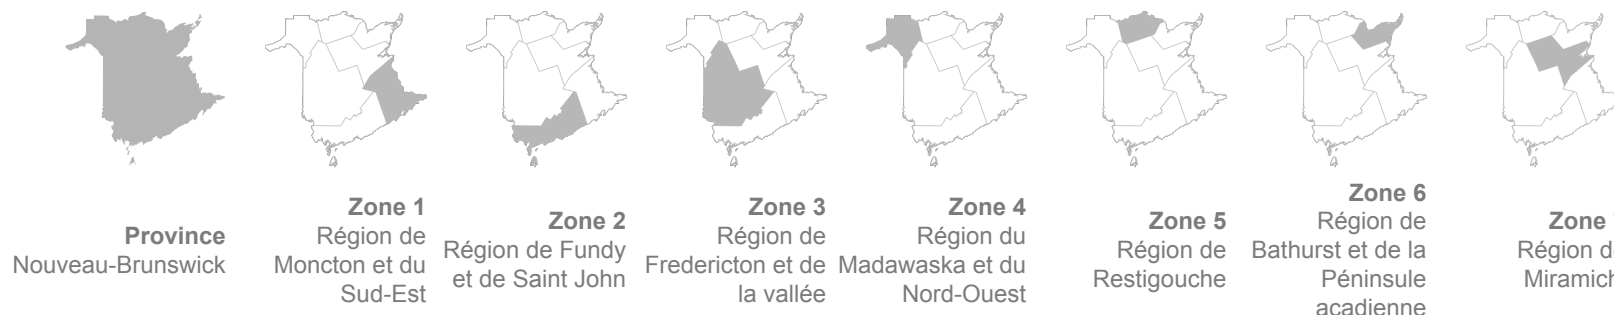 Province
Nouveau-Brunswick
Zone 1
Région de
Moncton et du
Sud-Est
Zone 2
Région de Fundy
et de Saint John
Zone 3
Région de
Fredericton et de
la vallée
Zone 4
Région du
Madawaska et du
Nord-Ouest
Zone 5
Région de
Restigouche
Zone 6
Région de
Bathurst et de la
Péninsule
acadienne
Zone
Région